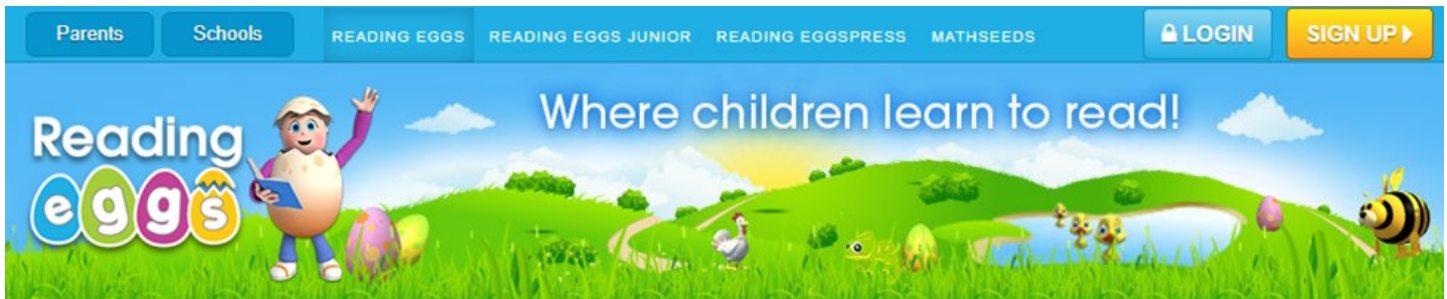 Parents
Schools
READING EGGS
READING EGGS JUNIOR
READING EGGSPRESS
MATHSEEDS
LOGIN
SIGN UP
Where children learn to read!
Reading
eggs